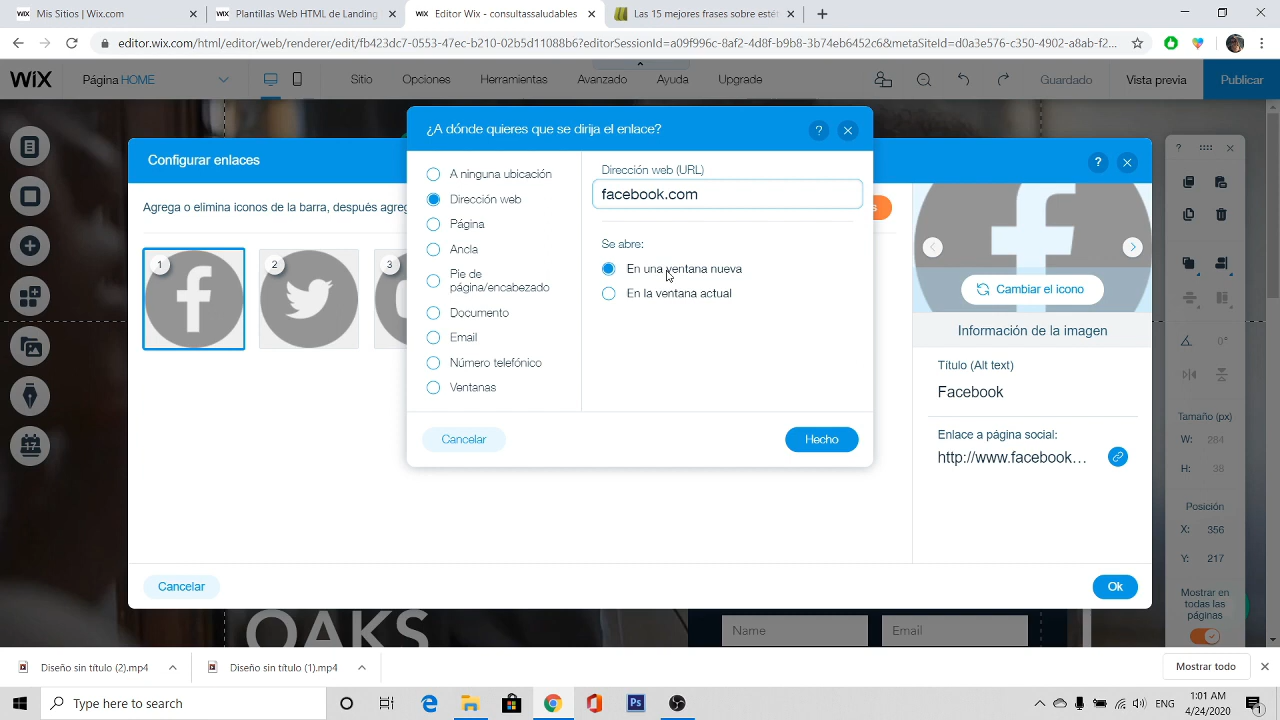 Mis Sitios | Wix.com
Plantillas Web HTML de Landing
Editor Wix - consultassaludables
Las 15 mejores frases sobre esté
editor.wix.com/html/editor/web/renderer/edit/fb423dc7-0553-47ec-b210-02b5d11088b6?editorSessionId=a09f996c-8af2-4d0f-b9b8-3b74eb6452c6&metaSiteId=d0a3e576-c350-4902-a8ab-f2...
WiX
Página HOME
Sitio
Opciones
Herramientas
Avanzado
Ayuda
Upgrade
Guardado
Vista previa
Publicar
¿A dónde quieres que se dirija el enlace?
?
Configurar enlaces
?
?
Agrega o elimina iconos de la barra, después agreg
s
1
2
3
A ninguna ubicación
Dirección web
Página
Ancla
Pie de
página/encabezado
Documento
Email
Número telefónico
Ventanas
Dirección web (URL)
facebook.com
Se abre:
En una ventana nueva
En la ventana actual
Cancelar
Hecho
Cambiar el icono
Información de la imagen
Título (Alt text)
Facebook
Enlace a página social:
http://www.facebook...
Cancelar
Ok
0°
Tamaño (px)
W: 284
H: 38
Posición
X: 356
Y: 217
Mostrar en
todas las
páginas
17
OAKS
Name
Email
Diseño sin título (2).mp4
Diseño sin título (1).mp4
Mostrar todo
Type here to search
Ps
ENG
1:01 AM
4/24/2020
1